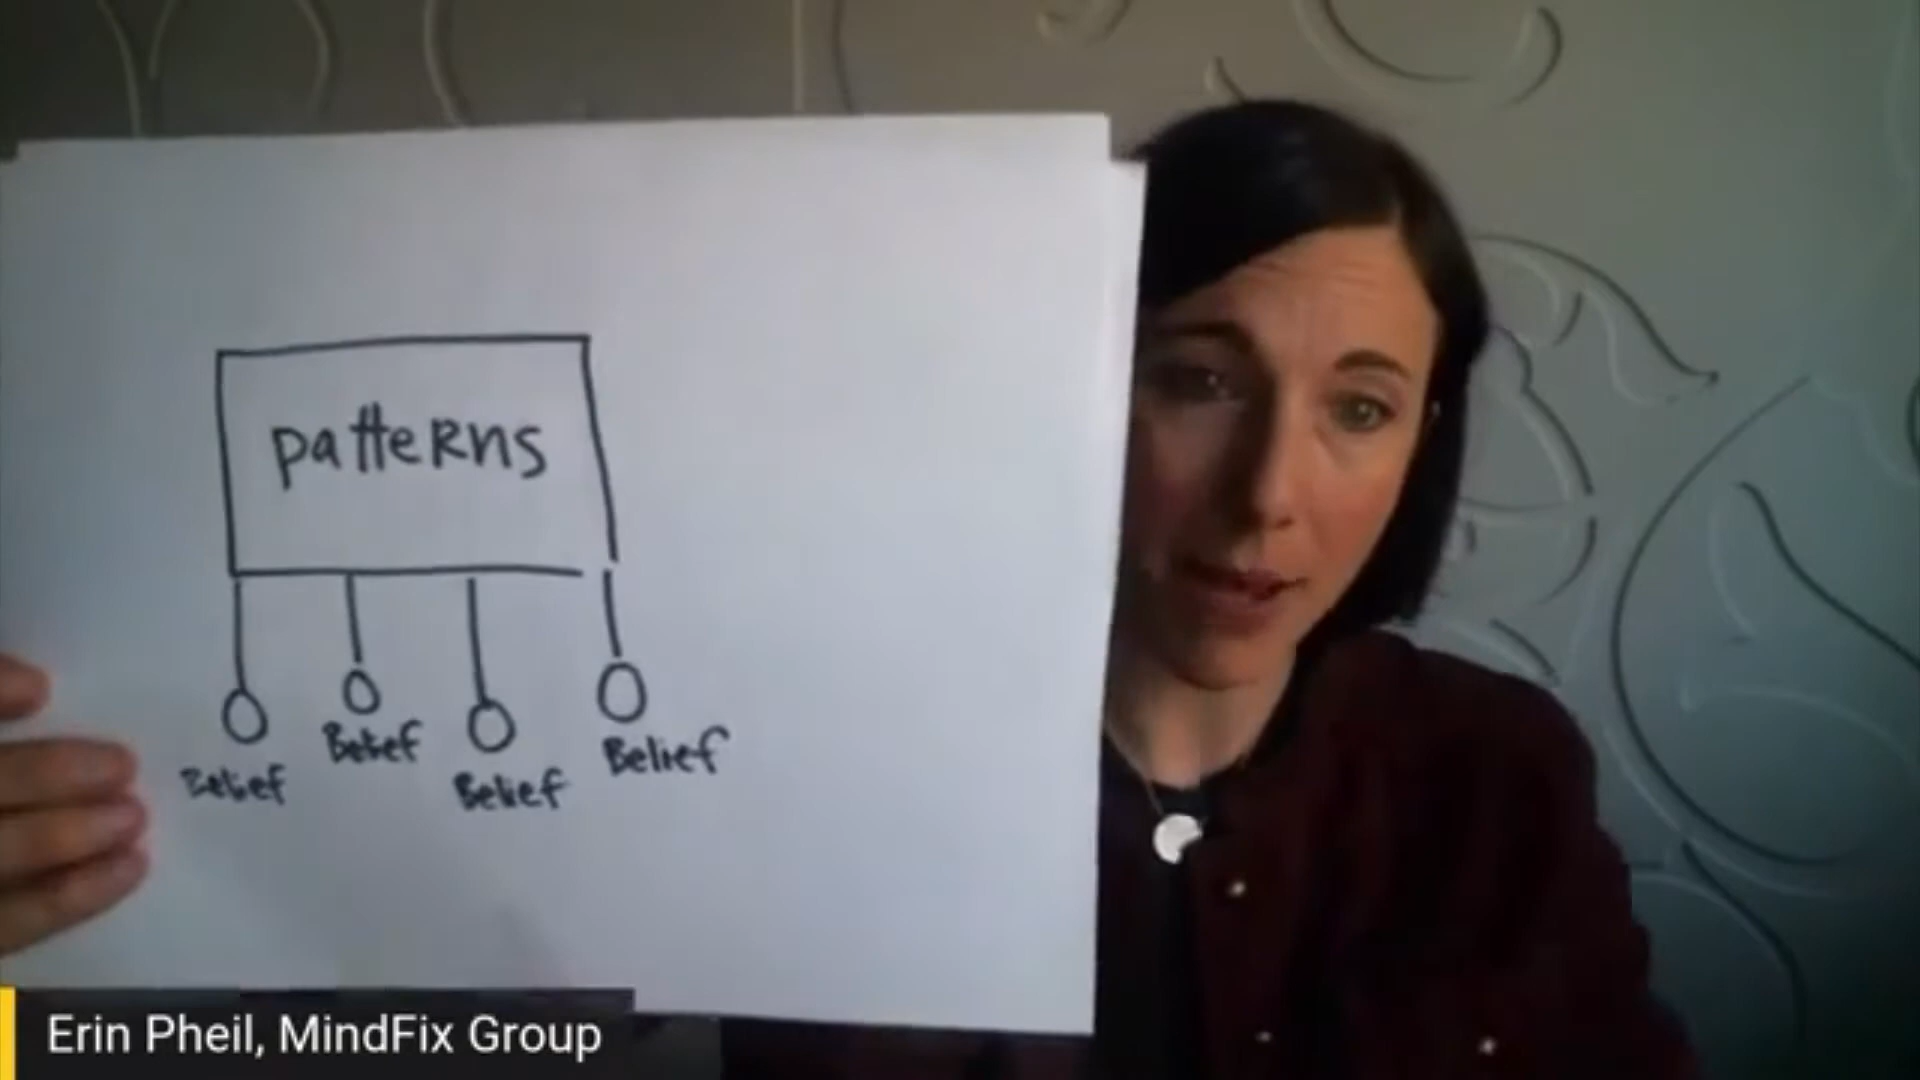 patteRns
Belief
Belief
Belief
Belief
Erin Pheil, MindFix Group